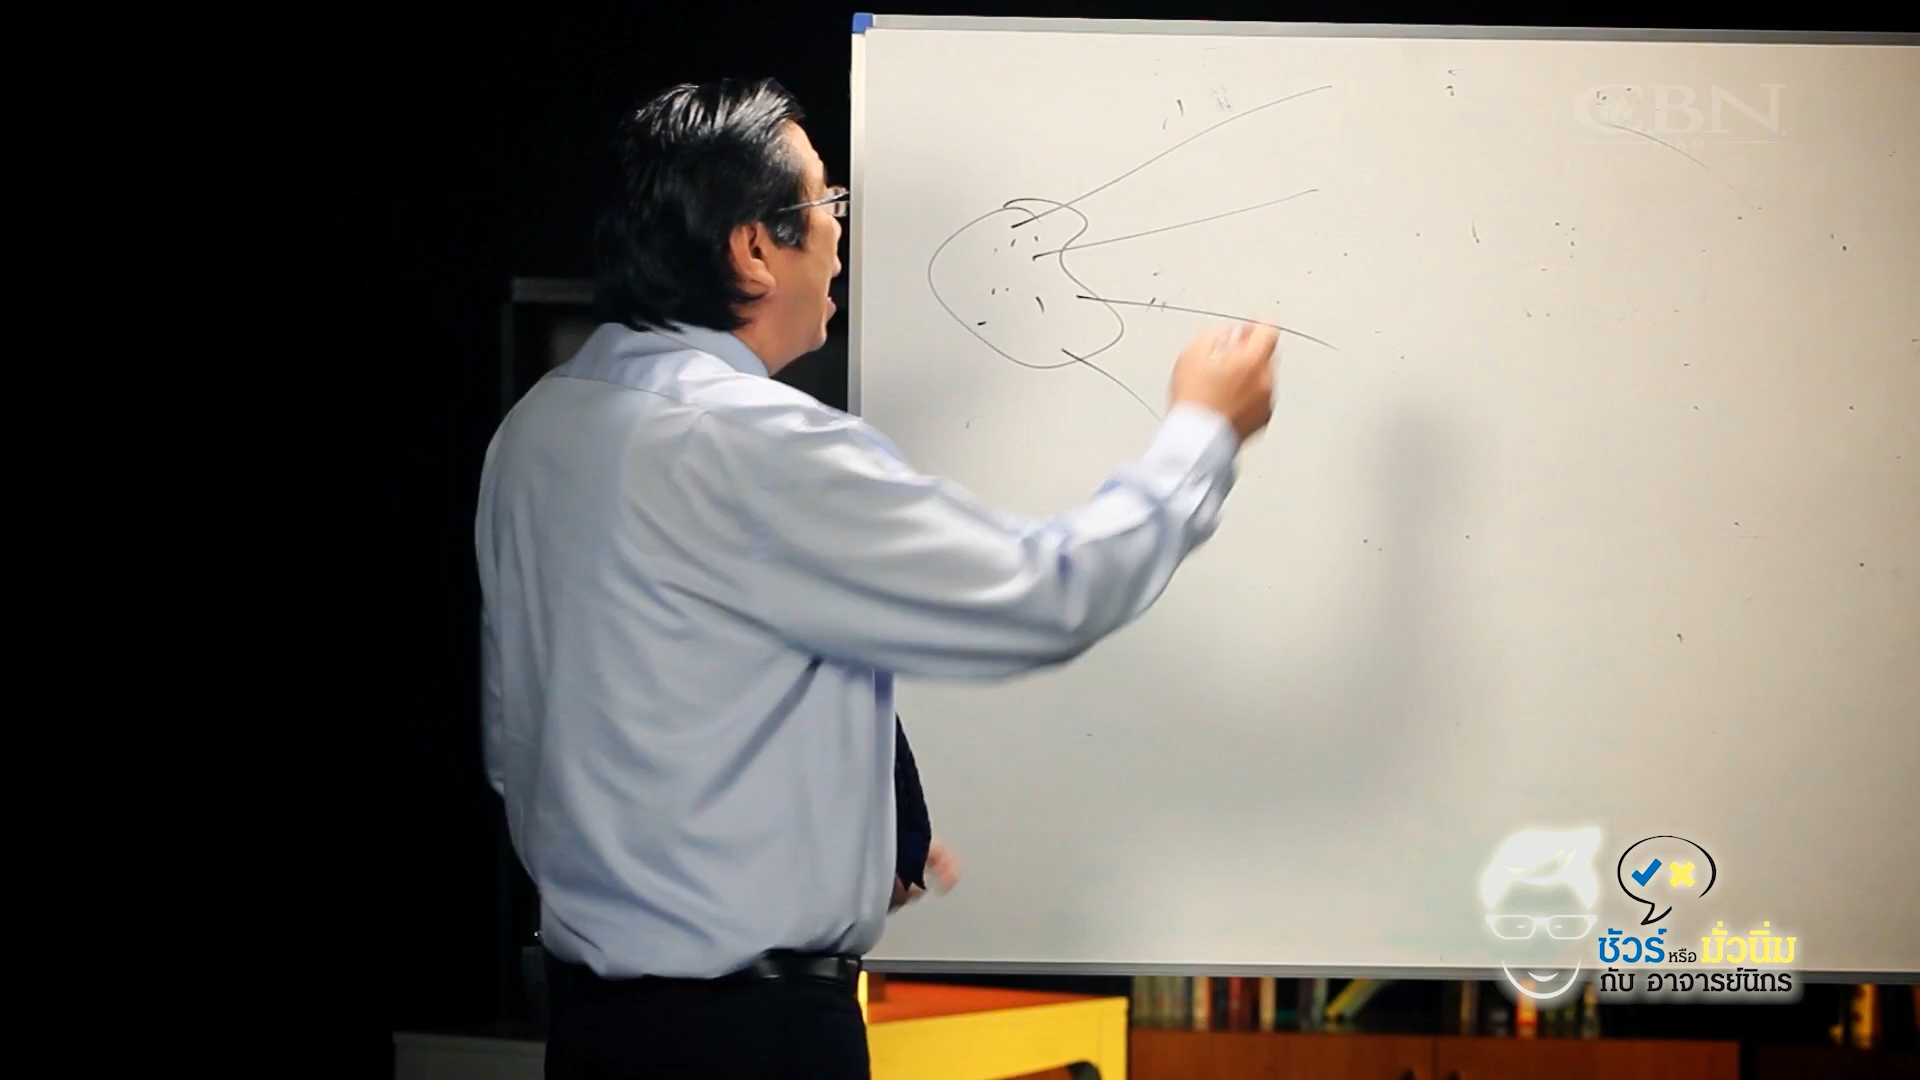 CBN
SIAM
ชัวร์ หรือ มั่วนิ่ม
กับ อาจารย์นิกร